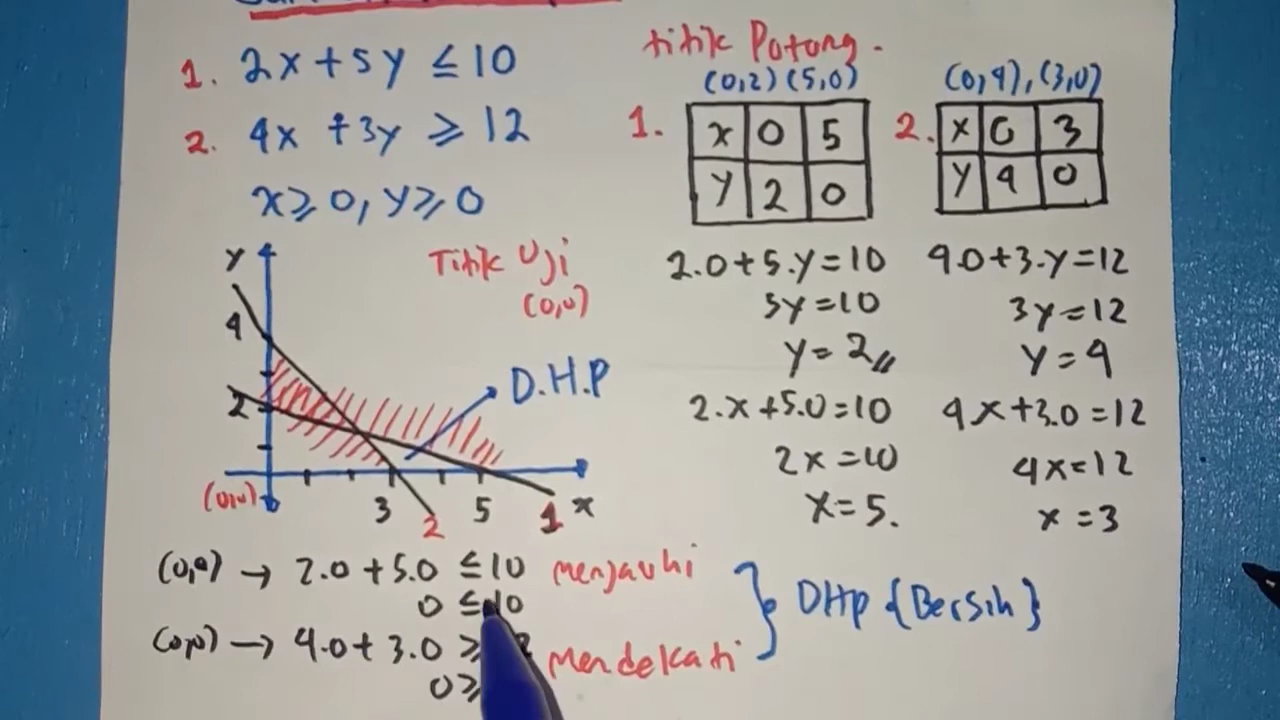 1. 2x + 5y ≤ 10
2. 4x + 3y ≥ 12
x ≥ 0, y ≥ 0
titik Potong.
(0,2) (5,0)
1.
x 0 5
y 2 0
(0,4), (3,0)
2.
x 0 3
y 4 0
2.0 + 5.y = 10
5y = 10
y = 2
2.x + 5.0 = 10
2x = 10
x = 5.
4.0 + 3.y = 12
3y = 12
y = 4
4x + 3.0 = 12
4x = 12
x = 3
Titik Uji
(0,0)
y
4
2
D.H.P
(0,0)
3
2
5
1
x
(0,0) → 2.0 + 5.0 ≤ 10 menjauhi
0 ≤ 10
(0,0) → 4.0 + 3.0 ≥ mendekati
0 ≥
} DHP {Bersih}